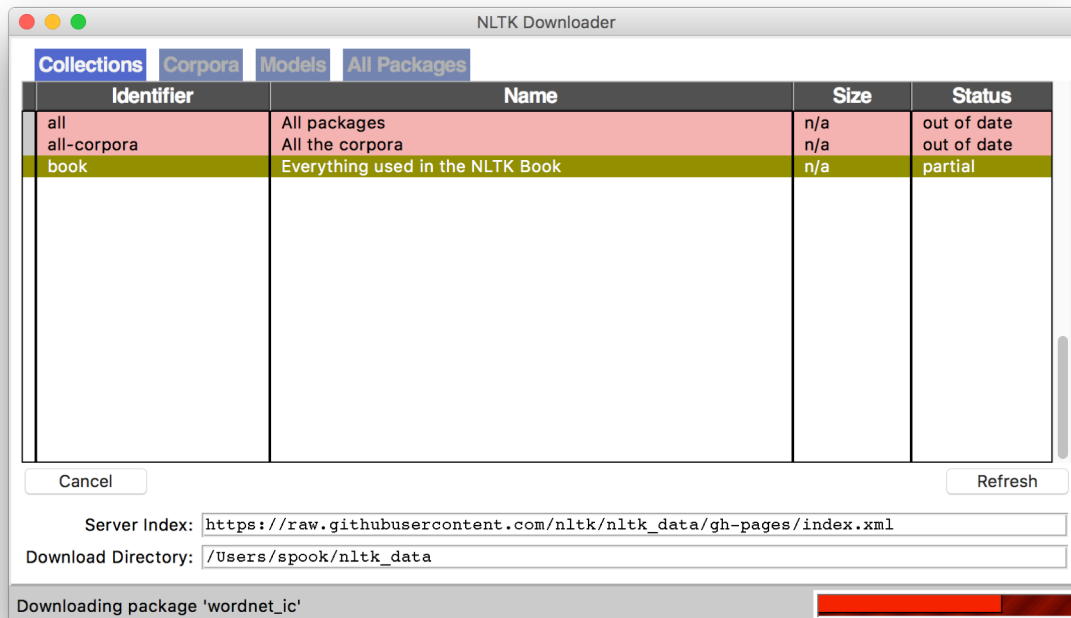 NLTK Downloader
Collections Corpora Models All Packages
Identifier Name Size Status
all All packages n/a out of date
all-corpora All the corpora n/a out of date
book Everything used in the NLTK Book n/a partial
Cancel Refresh
Server Index: https://raw.githubusercontent.com/nltk/nltk_data/gh-pages/index.xml
Download Directory: /Users/spook/nltk_data
Downloading package 'wordnet_ic'